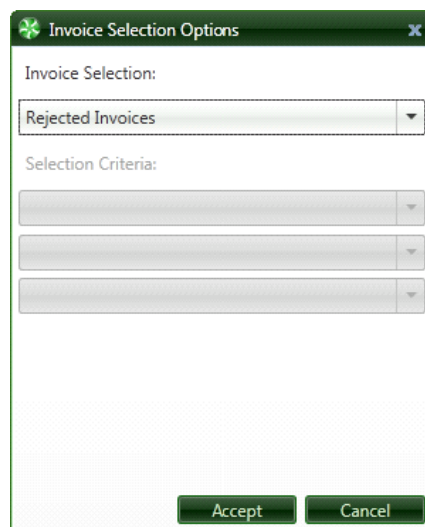 Invoice Selection Options
Invoice Selection:
Rejected Invoices
Selection Criteria:
Accept Cancel